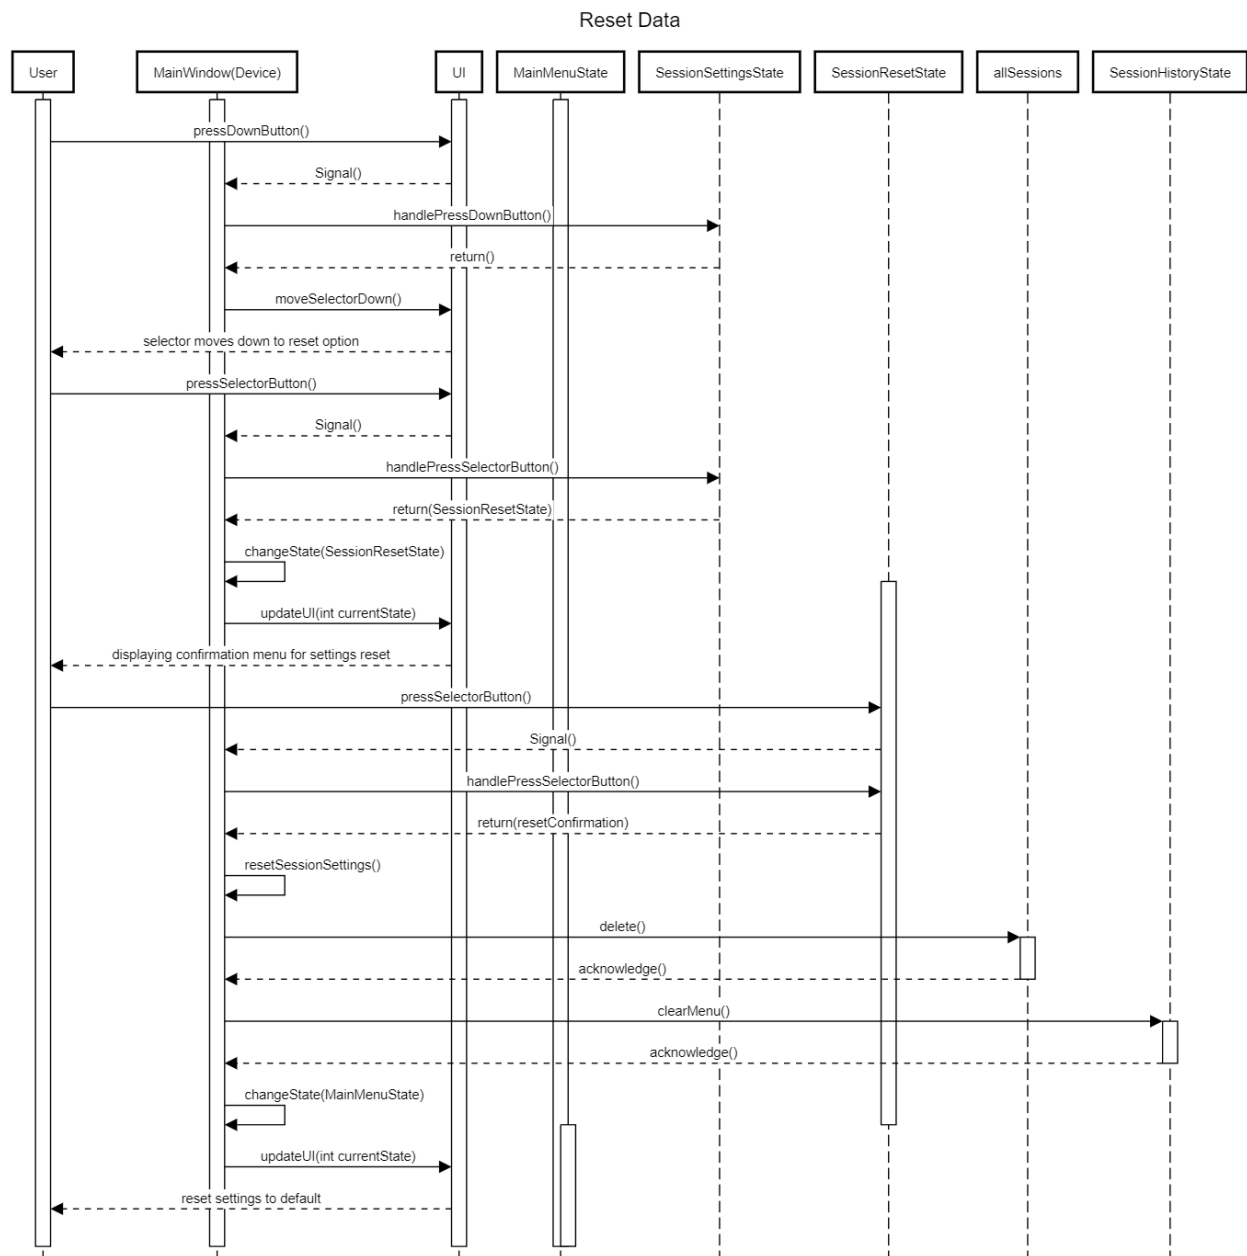 Reset Data
User
MainWindow(Device)
UI
MainMenuState
SessionSettingsState
SessionResetState
allSessions
SessionHistoryState
pressDownButton()
Signal()
handlePressDownButton()
return()
moveSelectorDown()
selector moves down to reset option
pressSelectorButton()
Signal()
handlePressSelectorButton()
return(SessionResetState)
changeState(SessionResetState)
updateUI(int currentState)
displaying confirmation menu for settings reset
pressSelectorButton()
Signal()
handlePressSelectorButton()
return(resetConfirmation)
resetSessionSettings()
delete()
acknowledge()
clearMenu()
acknowledge()
changeState(MainMenuState)
updateUI(int currentState)
reset settings to default